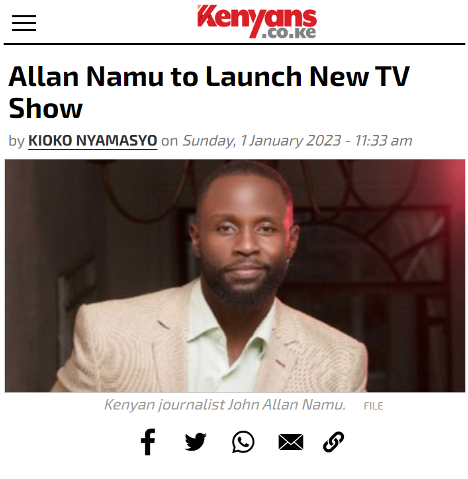 Kenyans
.co.ke
Allan Namu to Launch New TV
Show
by KIOKO NYAMASYO on Sunday, 1 January 2023 - 11:33 am
Kenyan journalist John Allan Namu. FILE